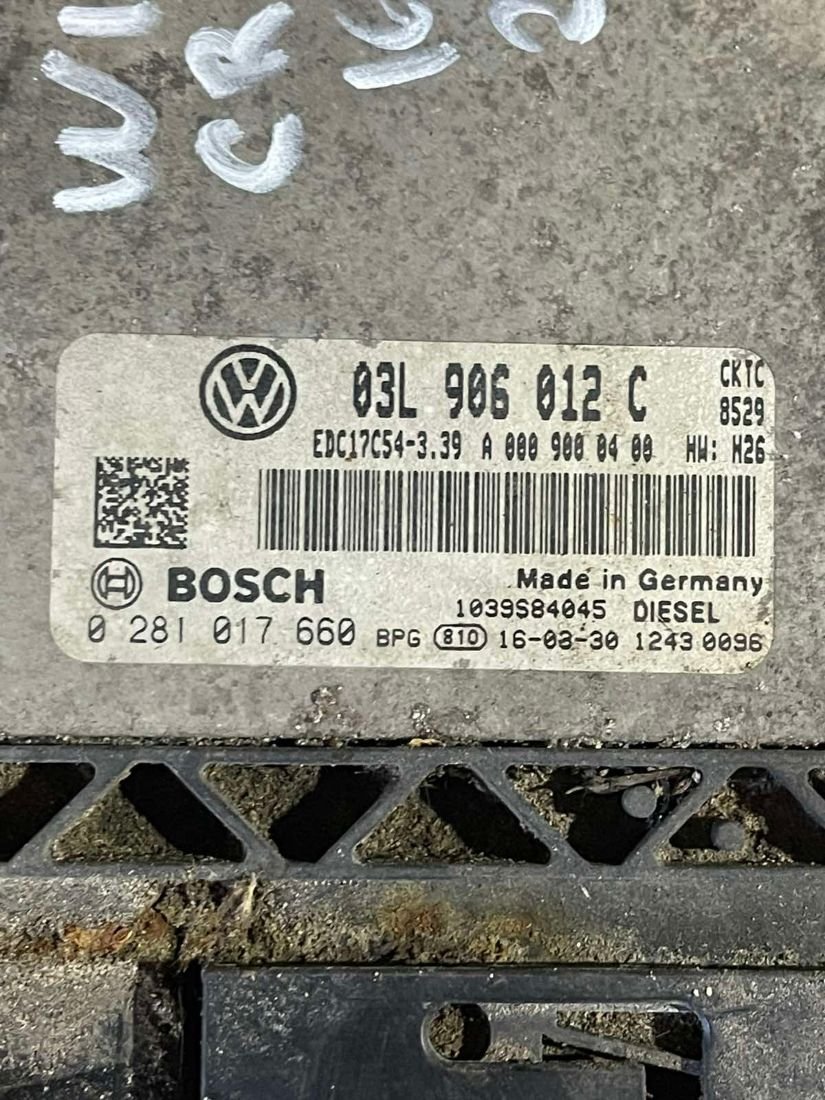 CR
03L 906 012 C
CKTC
8529
EDC17C54-3.39 A 000 900 04 00 HW: H26
BOSCH
Made in Germany
1039S84045 DIESEL
0 281 017 660 BPG 810 16-03-30 1243 0096